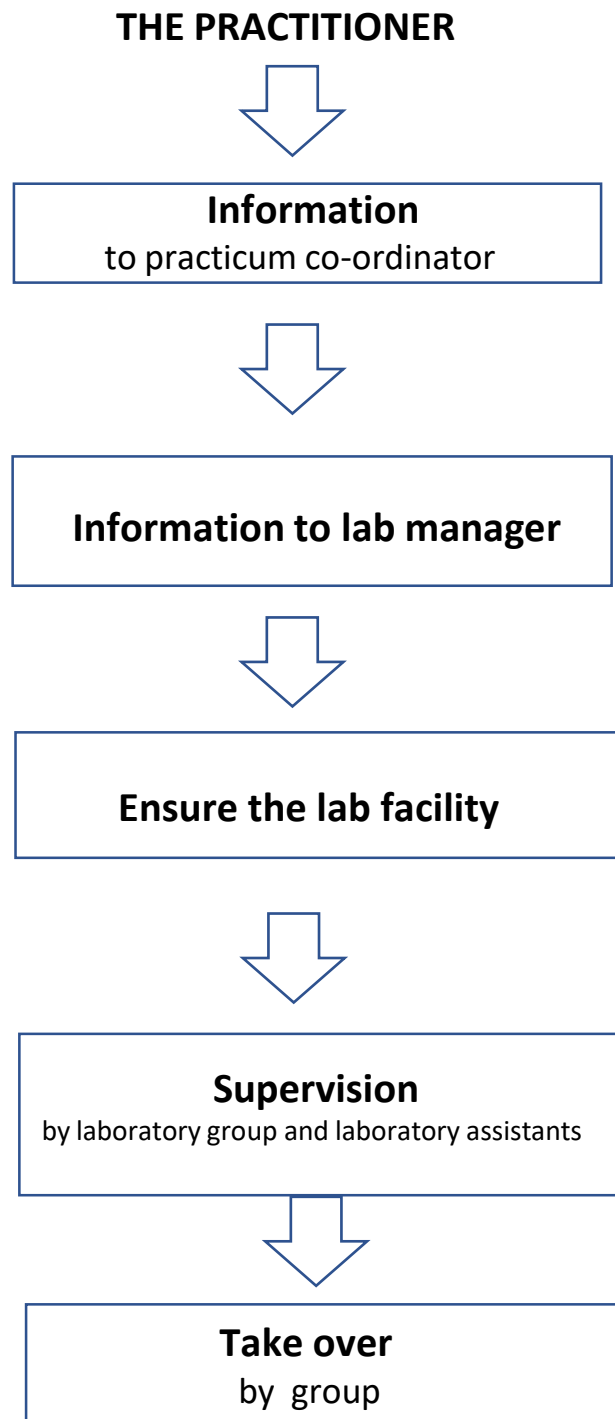 THE PRACTITIONER
Information
to practicum co-ordinator
Information to lab manager
Ensure the lab facility
Supervision
by laboratory group and laboratory assistants
Take over
by group